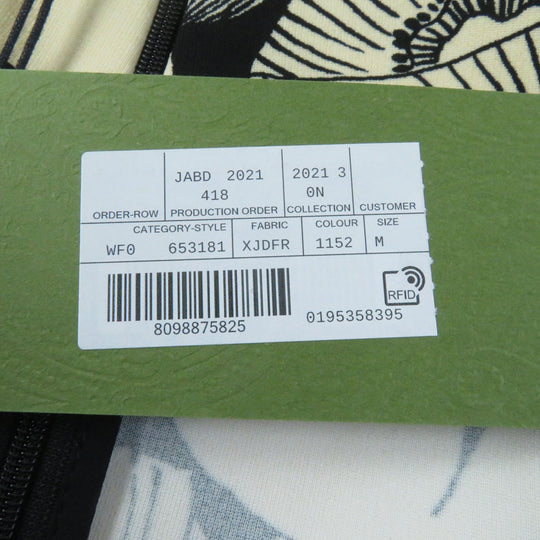 JABD 2021 2021 3
418 0N
ORDER-ROW PRODUCTION ORDER COLLECTION CUSTOMER
CATEGORY-STYLE FABRIC COLOUR SIZE
WF0 653181 XJDFR 1152 M
RFID
8098875825 0195358395